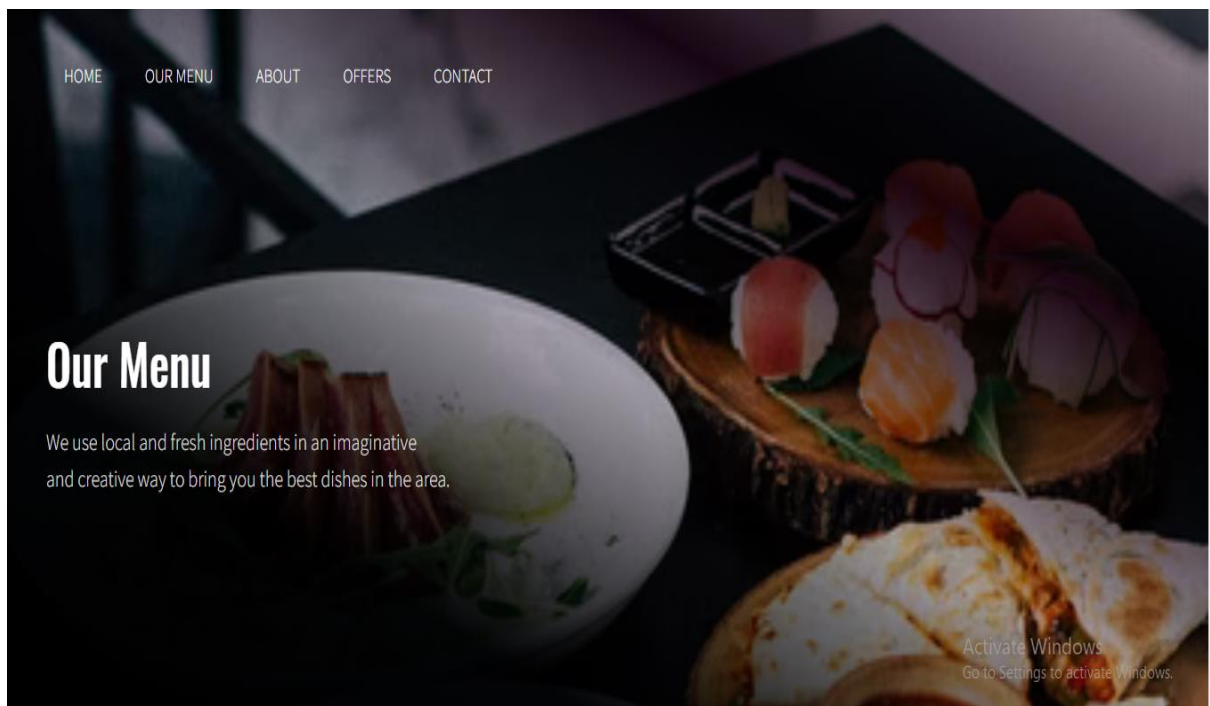 HOME OUR MENU ABOUT OFFERS CONTACT
Our Menu
We use local and fresh ingredients in an imaginative
and creative way to bring you the best dishes in the area.
Activate Windows
Go to Settings to activate Windows.